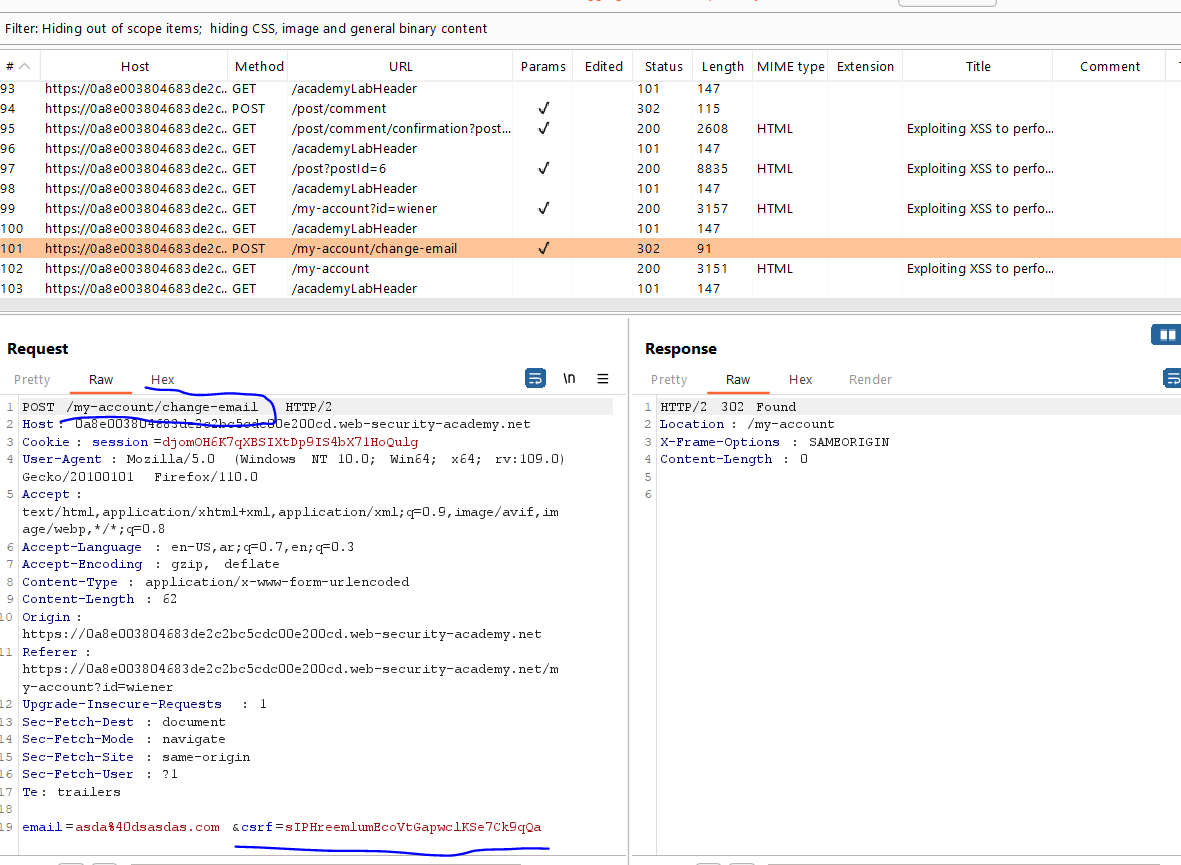 Filter: Hiding out of scope items; hiding CSS, image and general binary content
# Host Method URL Params Edited Status Length MIME type Extension Title Comment
93 https://0a8e003804683de2c... GET /academyLabHeader 101 147
94 https://0a8e003804683de2c... POST /post/comment ✓ 302 115
95 https://0a8e003804683de2c... GET /post/comment/confirmation?post... ✓ 200 2608 HTML Exploiting XSS to perfo...
96 https://0a8e003804683de2c... GET /academyLabHeader 101 147
97 https://0a8e003804683de2c... GET /post?postId=6 ✓ 200 8835 HTML Exploiting XSS to perfo...
98 https://0a8e003804683de2c... GET /academyLabHeader 101 147
99 https://0a8e003804683de2c... GET /my-account?id=wiener ✓ 200 3157 HTML Exploiting XSS to perfo...
100 https://0a8e003804683de2c... GET /academyLabHeader 101 147
101 https://0a8e003804683de2c... POST /my-account/change-email ✓ 302 91
102 https://0a8e003804683de2c... GET /my-account 200 3151 HTML Exploiting XSS to perfo...
103 https://0a8e003804683de2c... GET /academyLabHeader 101 147
Request
Pretty Raw Hex \n
1 POST /my-account/change-email HTTP/2
2 Host: 0a8e003804683de2c2bc5cdc00e200cd.web-security-academy.net
3 Cookie: session=djomOH6K7qXBSIXtDp9IS4bX71HoQulg
4 User-Agent: Mozilla/5.0 (Windows NT 10.0; Win64; x64; rv:109.0)
Gecko/20100101 Firefox/110.0
5 Accept:
text/html,application/xhtml+xml,application/xml;q=0.9,image/avif,im
age/webp,*/*;q=0.8
6 Accept-Language: en-US,ar;q=0.7,en;q=0.3
7 Accept-Encoding: gzip, deflate
8 Content-Type: application/x-www-form-urlencoded
9 Content-Length: 62
10 Origin:
https://0a8e003804683de2c2bc5cdc00e200cd.web-security-academy.net
11 Referer:
https://0a8e003804683de2c2bc5cdc00e200cd.web-security-academy.net/m
y-account?id=wiener
12 Upgrade-Insecure-Requests: 1
13 Sec-Fetch-Dest: document
14 Sec-Fetch-Mode: navigate
15 Sec-Fetch-Site: same-origin
16 Sec-Fetch-User: ?1
17 Te: trailers
18
19 email=asda%40dsasdas.com&csrf=sIPHreemlumEcoVtGapwclKSe7Ck9qQa
Response
Pretty Raw Hex Render
1 HTTP/2 302 Found
2 Location: /my-account
3 X-Frame-Options: SAMEORIGIN
4 Content-Length: 0
5
6